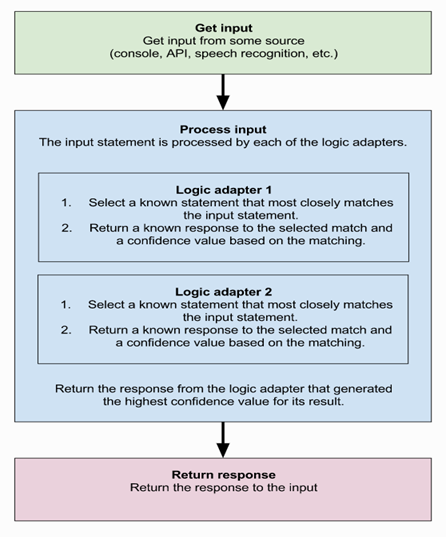 Get input
Get input from some source
(console, API, speech recognition, etc.)
Process input
The input statement is processed by each of the logic adapters.
Logic adapter 1
1. Select a known statement that most closely matches
the input statement.
2. Return a known response to the selected match and
a confidence value based on the matching.
Logic adapter 2
1. Select a known statement that most closely matches
the input statement.
2. Return a known response to the selected match and
a confidence value based on the matching.
Return the response from the logic adapter that generated
the highest confidence value for its result.
Return response
Return the response to the input